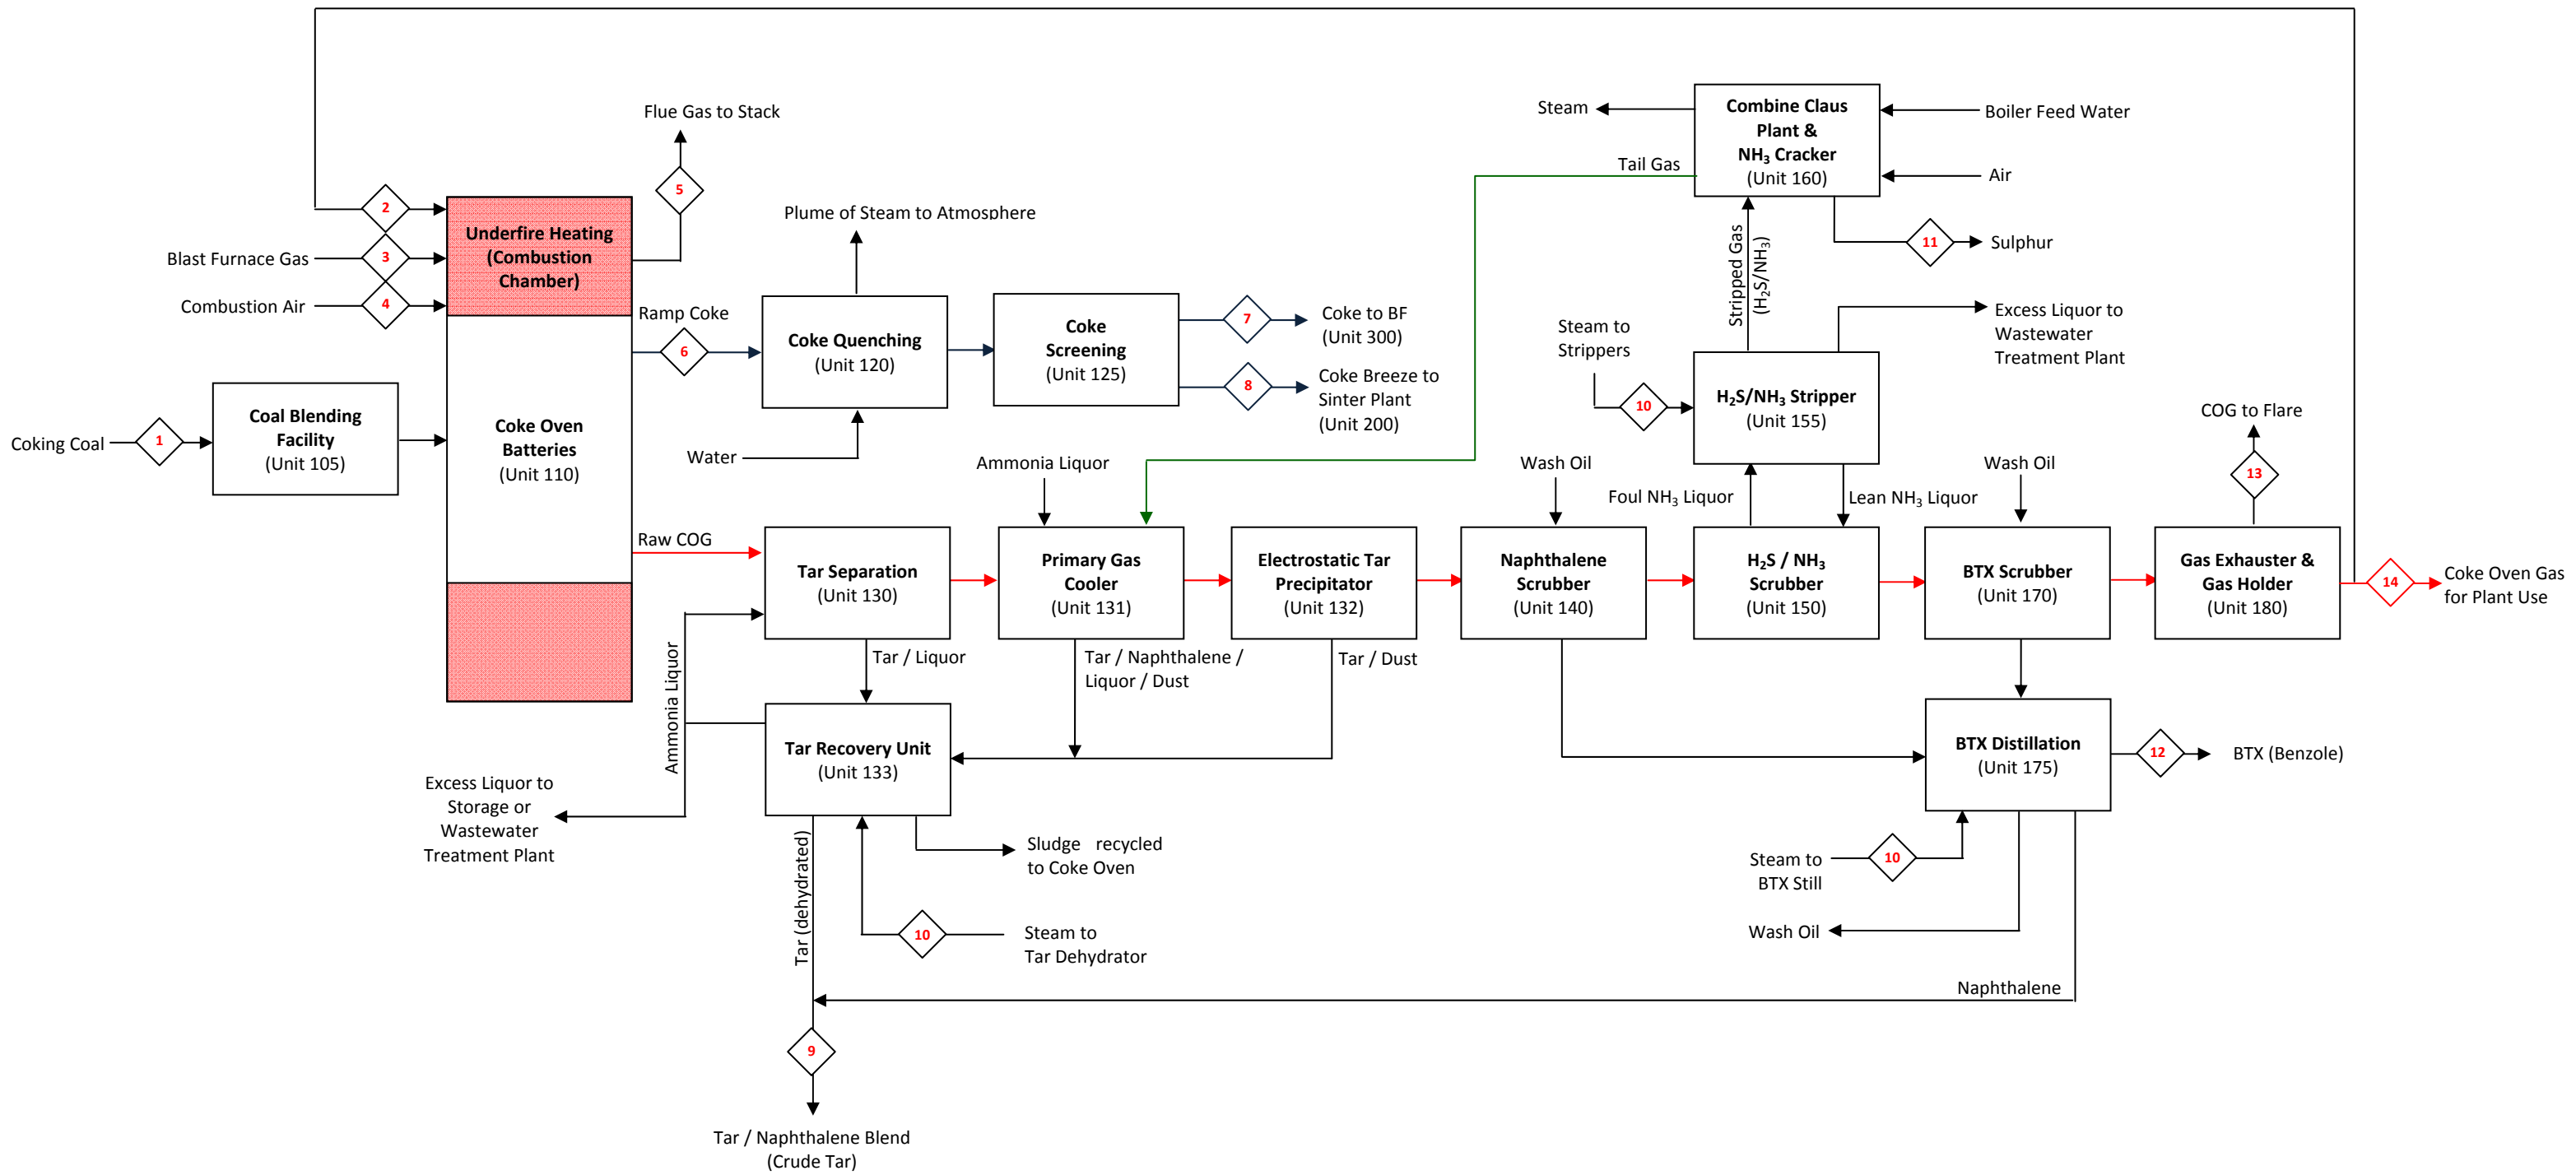 Flue Gas to Stack
5
2
Blast Furnace Gas
3
Combustion Air
4
Underfire Heating
(Combustion
Chamber)
Coking Coal
1
Coal Blending
Facility
(Unit 105)
Coke Oven
Batteries
(Unit 110)
Ramp Coke
6
Plume of Steam to Atmosphere
Coke Quenching
(Unit 120)
Water
Coke
Screening
(Unit 125)
7
Coke to BF
(Unit 300)
8
Coke Breeze to
Sinter Plant
(Unit 200)
Steam
Combine Claus
Plant &
NH₃ Cracker
(Unit 160)
Boiler Feed Water
Air
Tail Gas
11
Sulphur
Stripped Gas
(H₂S/NH₃)
Steam to
Strippers
10
H₂S/NH₃ Stripper
(Unit 155)
Excess Liquor to
Wastewater
Treatment Plant
Foul NH₃ Liquor
Lean NH₃ Liquor
Raw COG
Tar Separation
(Unit 130)
Ammonia Liquor
Primary Gas
Cooler
(Unit 131)
Electrostatic Tar
Precipitator
(Unit 132)
Wash Oil
Naphthalene
Scrubber
(Unit 140)
H₂S / NH₃
Scrubber
(Unit 150)
Wash Oil
BTX Scrubber
(Unit 170)
COG to Flare
13
Gas Exhauster &
Gas Holder
(Unit 180)
14
Coke Oven Gas
for Plant Use
Tar / Liquor
Tar / Naphthalene /
Liquor / Dust
Tar / Dust
Ammonia Liquor
Tar Recovery Unit
(Unit 133)
Excess Liquor to
Storage or
Wastewater
Treatment Plant
Tar (dehydrated)
Sludge recycled
to Coke Oven
10
Steam to
Tar Dehydrator
BTX Distillation
(Unit 175)
12
BTX (Benzole)
Steam to
BTX Still
10
Wash Oil
Naphthalene
9
Tar / Naphthalene Blend
(Crude Tar)